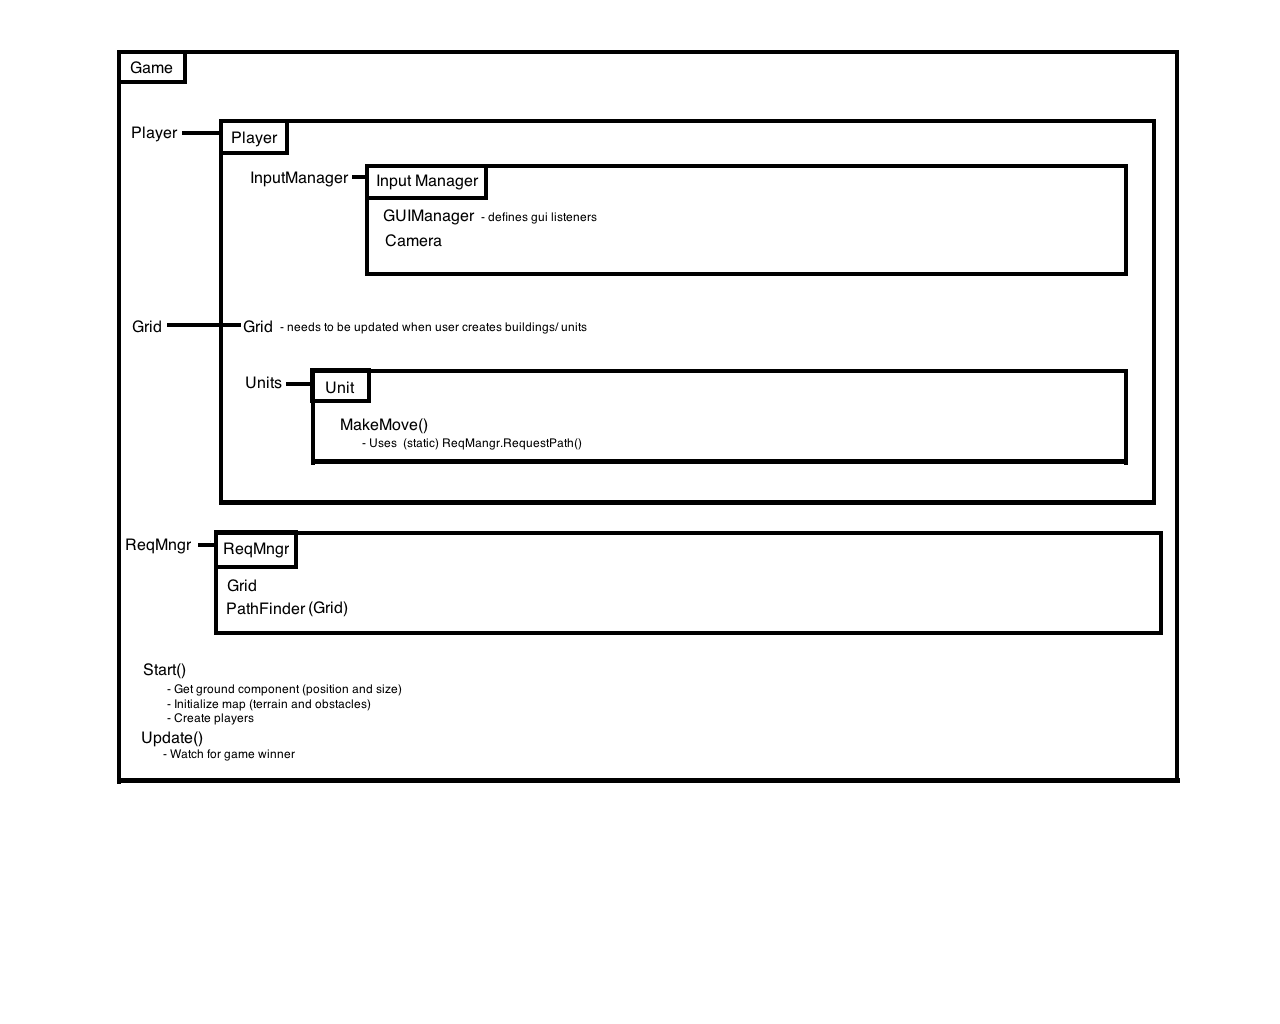 Game
Player
Player
InputManager
Input Manager
GUIManager - defines gui listeners
Camera
Grid
Grid - needs to be updated when user creates buildings/ units
Units
Unit
MakeMove()
- Uses (static) ReqMangr.RequestPath()
ReqMngr
ReqMngr
Grid
PathFinder (Grid)
Start()
- Get ground component (position and size)
- Initialize map (terrain and obstacles)
- Create players
Update()
- Watch for game winner